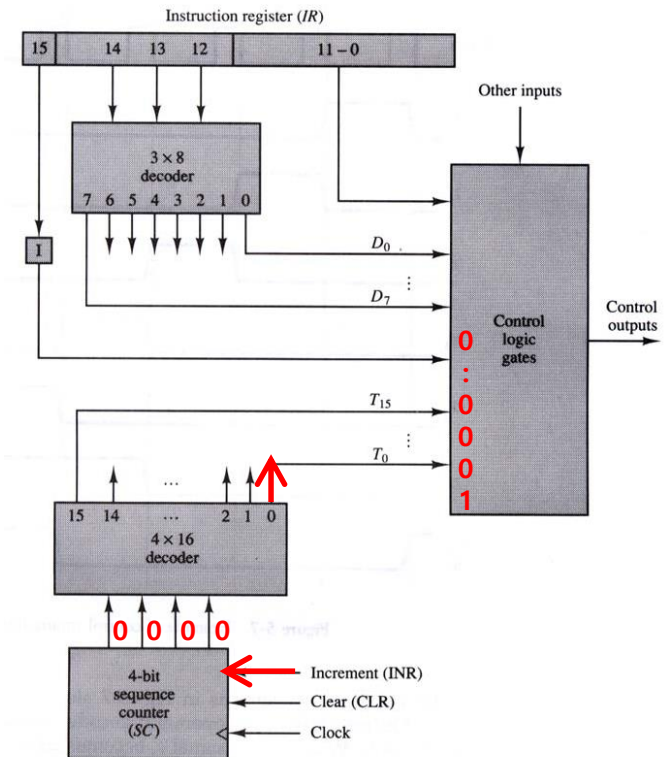 Instruction register (IR)
15 14 13 12 11 – 0
Other inputs
3 × 8
decoder
7 6 5 4 3 2 1 0
I
D0
⋮
D7
Control
logic
gates
Control
outputs
0
:
0
0
0
1
T15
⋮
T0
...
15 14 ... 2 1 0
4 × 16
decoder
0 0 0 0
4-bit
sequence
counter
(SC)
Increment (INR)
Clear (CLR)
Clock